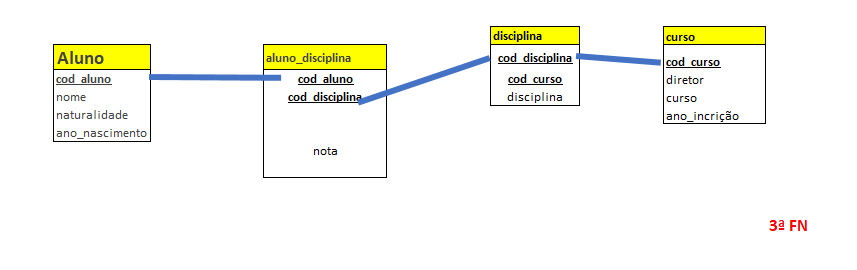 Aluno
cod_aluno
nome
naturalidade
ano_nascimento
aluno_disciplina
cod_aluno
cod_disciplina
nota
disciplina
cod_disciplina
cod_curso
disciplina
curso
cod_curso
diretor
curso
ano_incrição
3ª FN